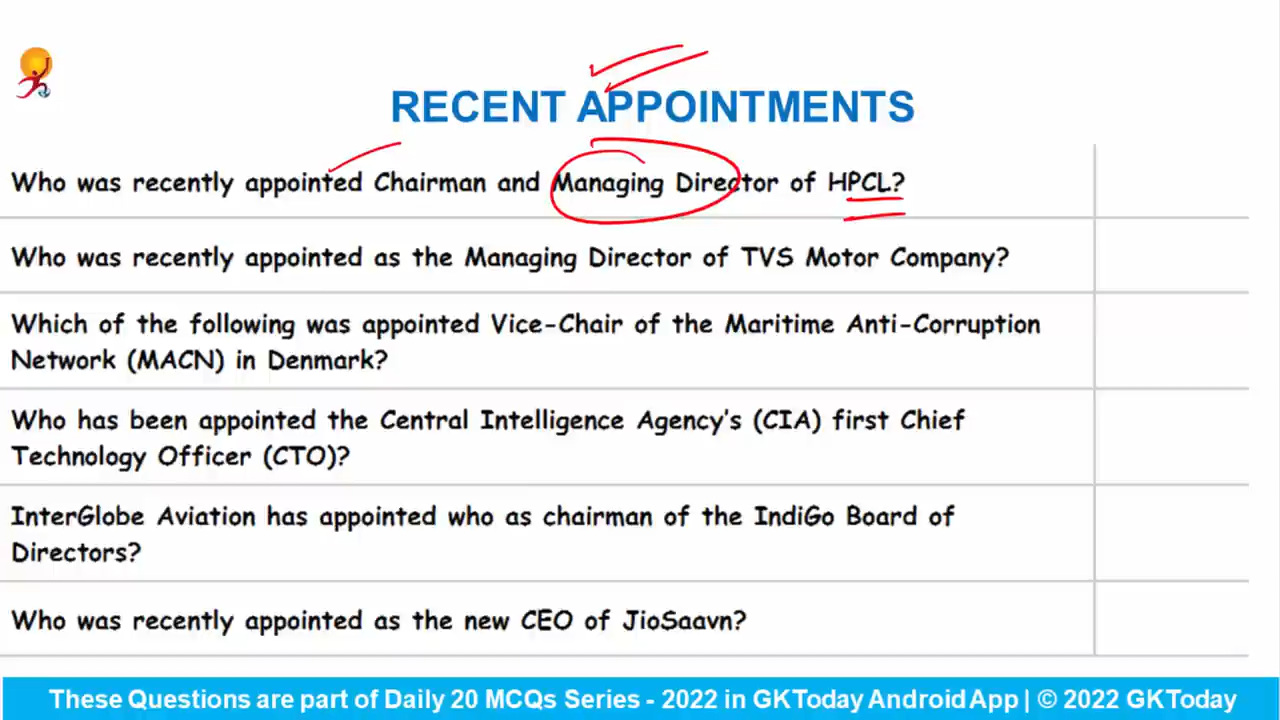 RECENT APPOINTMENTS
Who was recently appointed Chairman and Managing Director of HPCL?
Who was recently appointed as the Managing Director of TVS Motor Company?
Which of the following was appointed Vice-Chair of the Maritime Anti-Corruption
Network (MACN) in Denmark?
Who has been appointed the Central Intelligence Agency's (CIA) first Chief
Technology Officer (CTO)?
InterGlobe Aviation has appointed who as chairman of the IndiGo Board of
Directors?
Who was recently appointed as the new CEO of JioSaavn?
These Questions are part of Daily 20 MCQs Series - 2022 in GKToday Android App | © 2022 GKToday